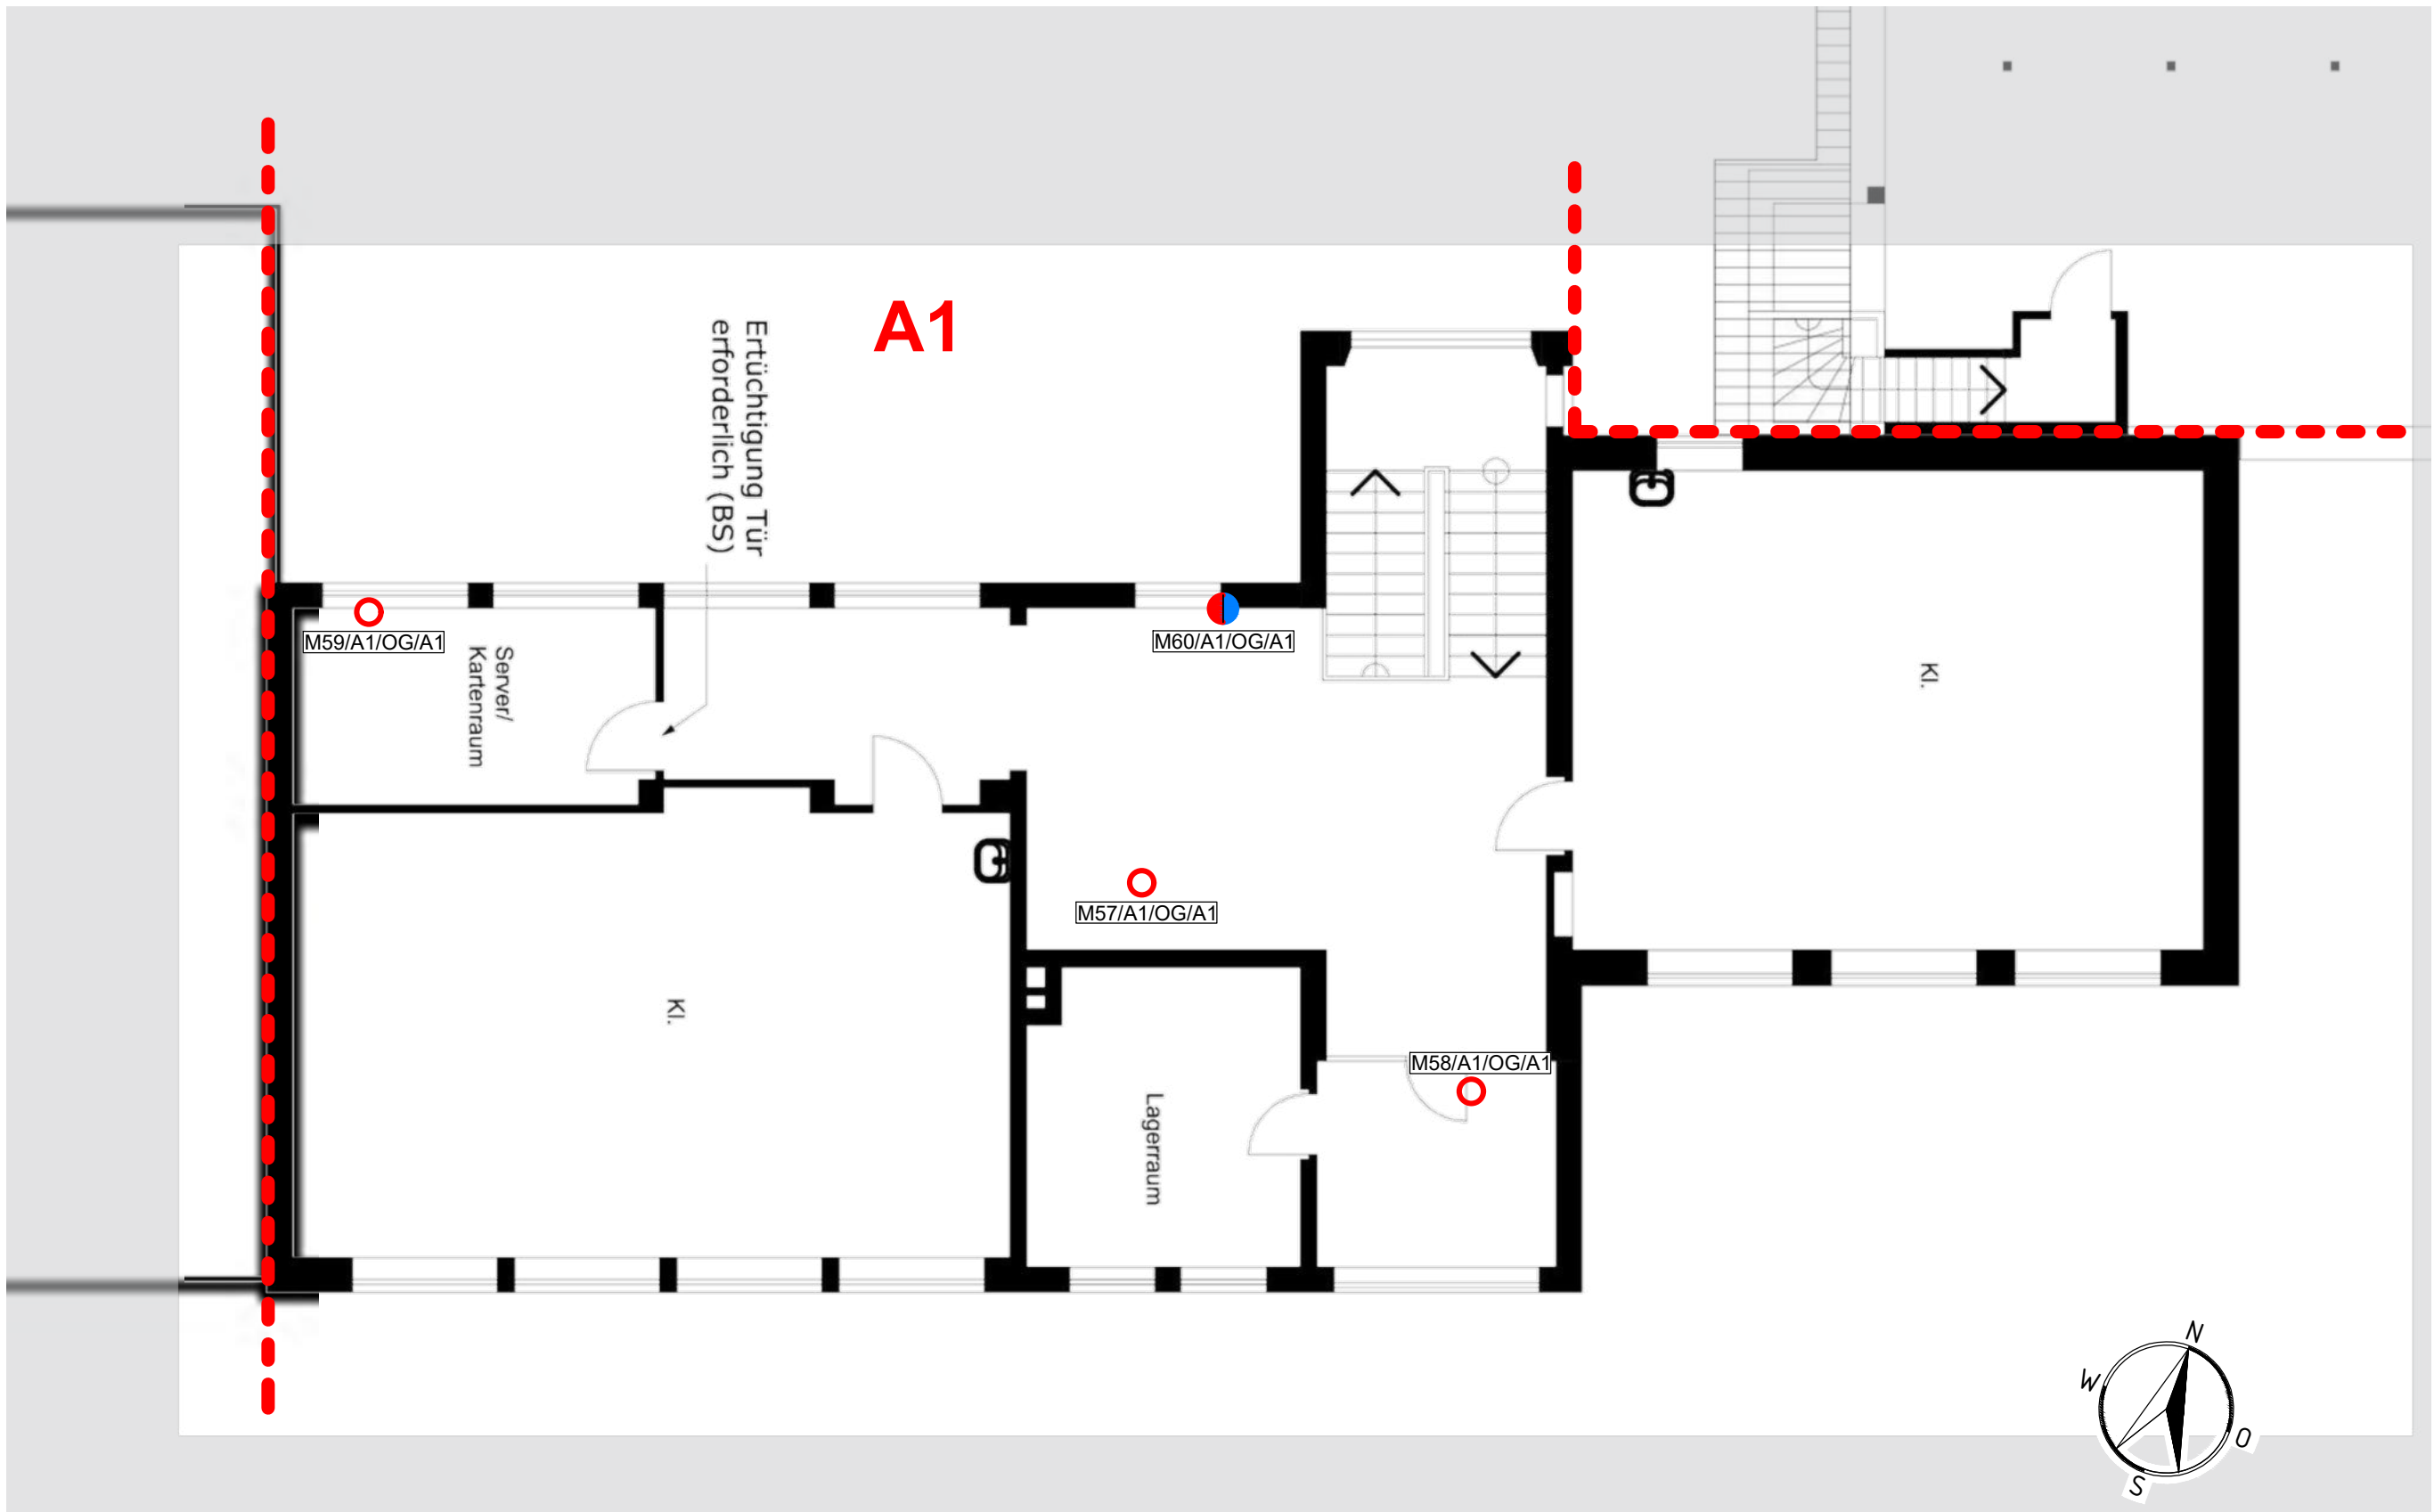 A1
Ertüchtigung Tür
erforderlich (BS)
M59/A1/OG/A1
M60/A1/OG/A1
Server/
Kartenraum
Kl.
M57/A1/OG/A1
Kl.
M58/A1/OG/A1
Lagerraum
N
W
O
S